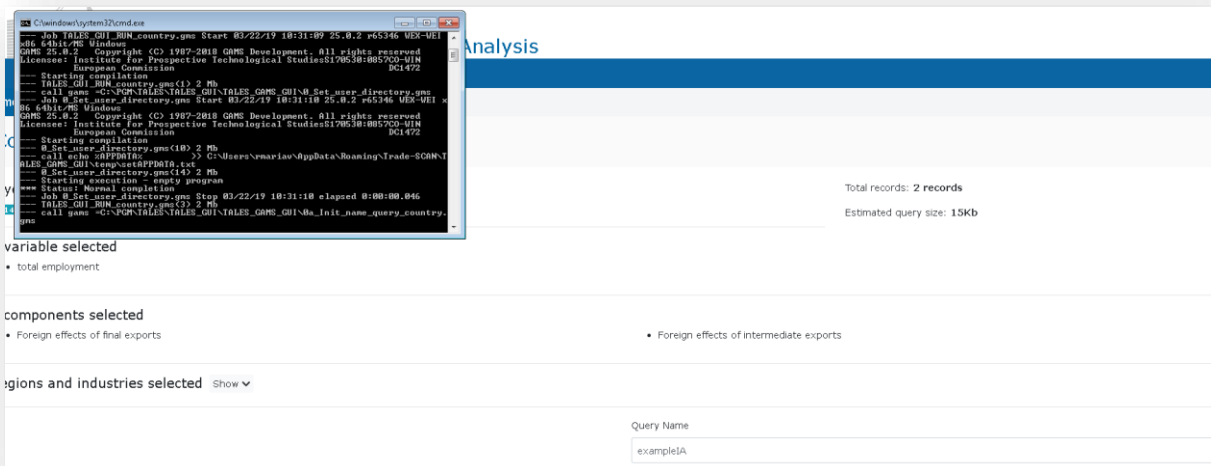 C:\windows\system32\cmd.exe
--- Job TALES_GUI_RUN_country.gms Start 03/22/19 10:31:09 25.0.2 r65346 WEX-WEI
x86 64bit/MS Windows
GAMS 25.0.2 Copyright (C) 1987-2018 GAMS Development. All rights reserved
Licensee: Institute for Prospective Technological StudiesS170530:0857CO-WIN
European Commission DC1472
--- Starting compilation
--- TALES_GUI_RUN_country.gms(1) 2 Mb
--- call gams =C:\PGM\TALES\TALES_GUI\TALES_GAMS_GUI\0_Set_user_directory.gms
--- Job 0_Set_user_directory.gms Start 03/22/19 10:31:10 25.0.2 r65346 WEX-WEI x
86 64bit/MS Windows
GAMS 25.0.2 Copyright (C) 1987-2018 GAMS Development. All rights reserved
Licensee: Institute for Prospective Technological StudiesS170530:0857CO-WIN
European Commission DC1472
--- Starting compilation
--- 0_Set_user_directory.gms(10) 2 Mb
--- call echo %APPDATA% >> C:\Users\rmariav\AppData\Roaming\Trade-SCAN\T
ALES_GAMS_GUI\temp\setAPPDATA.txt
--- 0_Set_user_directory.gms(14) 2 Mb
--- Starting execution - empty program
*** Status: Normal completion
--- Job 0_Set_user_directory.gms Stop 03/22/19 10:31:10 elapsed 0:00:00.046
--- TALES_GUI_RUN_country.gms(3) 2 Mb
--- call gams =C:\PGM\TALES\TALES_GUI\TALES_GAMS_GUI\0a_Init_name_query_country.
gms
Analysis
Total records: 2 records
Estimated query size: 15Kb
variable selected
• total employment
components selected
• Foreign effects of final exports
• Foreign effects of intermediate exports
egions and industries selected Show
Query Name
exampleIA